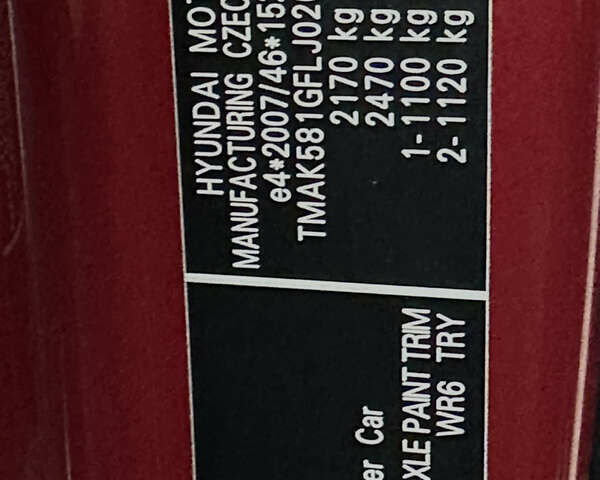 HYUNDAI MOT
MANUFACTURING CZEC
e4*2007/46*15
TMAK581GFLJ02
2170 kg
2470 kg
1- 1100 kg
2- 1120 kg
er Car
XLE PAINT TRIM
WR6 TRY